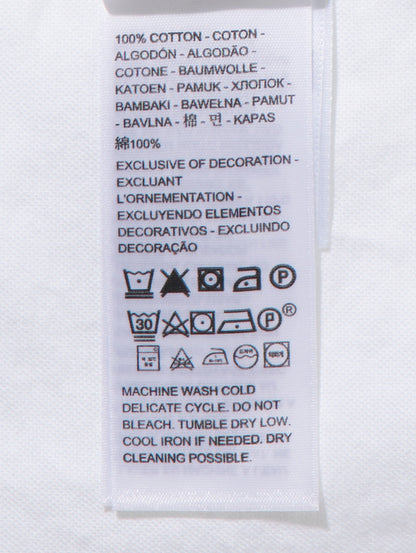 100% COTTON - COTON -
ALGODÓN - ALGODÃO -
COTONE - BAUMWOLLE -
KATOEN - PAMUK - ХЛОПОК -
BAMBAKI - BAWEŁNA - PAMUT
- BAVLNA - 棉 - 면 - KAPAS
綿100%
EXCLUSIVE OF DECORATION -
EXCLUANT
L'ORNEMENTATION -
EXCLUYENDO ELEMENTOS
DECORATIVOS - EXCLUINDO
DECORAÇÃO
P
30 P ®
MACHINE WASH COLD
DELICATE CYCLE. DO NOT
BLEACH. TUMBLE DRY LOW.
COOL IRON IF NEEDED. DRY
CLEANING POSSIBLE.